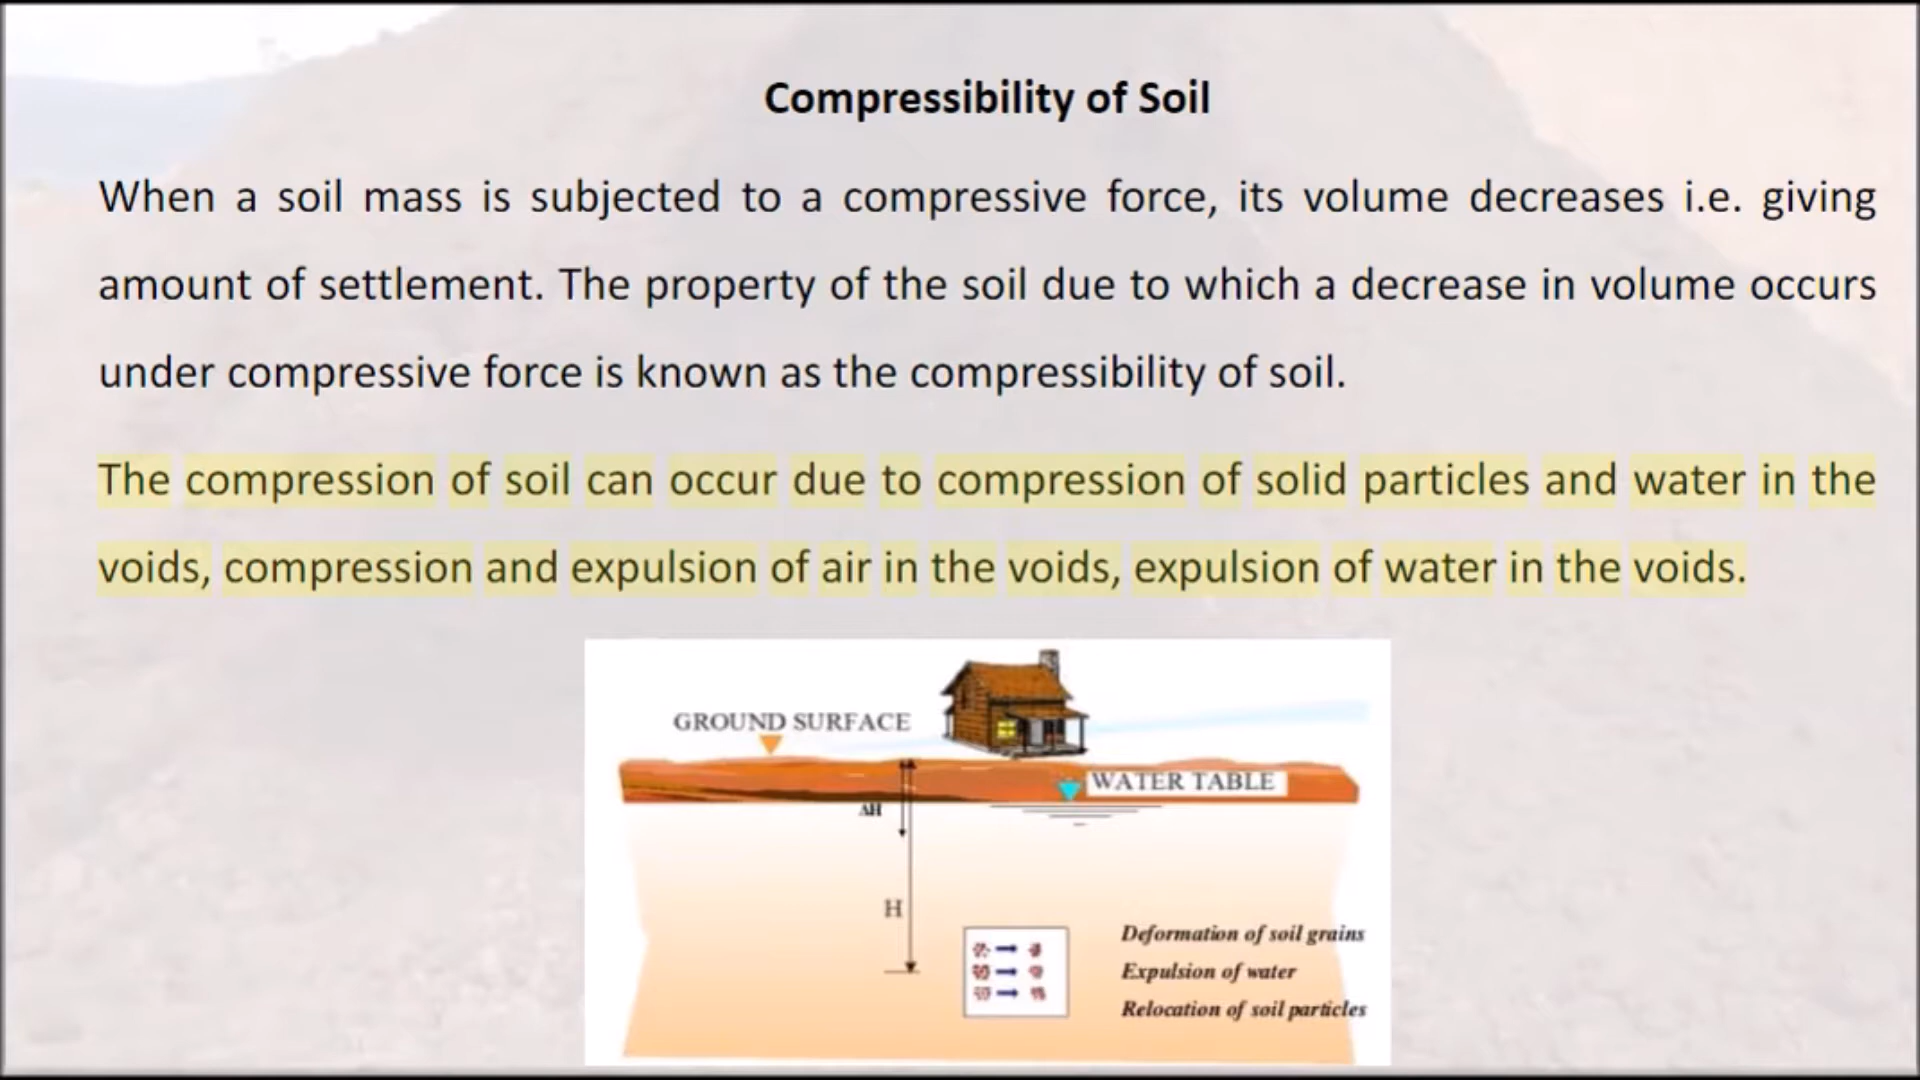 Compressibility of Soil
When a soil mass is subjected to a compressive force, its volume decreases i.e. giving
amount of settlement. The property of the soil due to which a decrease in volume occurs
under compressive force is known as the compressibility of soil.
The compression of soil can occur due to compression of solid particles and water in the
voids, compression and expulsion of air in the voids, expulsion of water in the voids.
GROUND SURFACE
WATER TABLE
ΔH
H
Deformation of soil grains
Expulsion of water
Relocation of soil particles